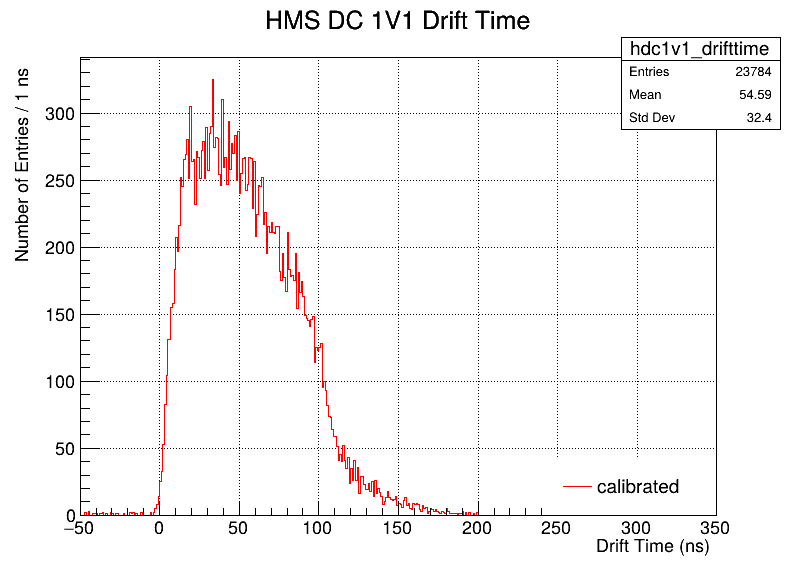 HMS DC 1V1 Drift Time
hdc1v1_drifttime
Entries 23784
Mean 54.59
Std Dev 32.4
Number of Entries / 1 ns
300
250
200
150
100
50
0
−50 0 50 100 150 200 250 300 350
Drift Time (ns)
calibrated